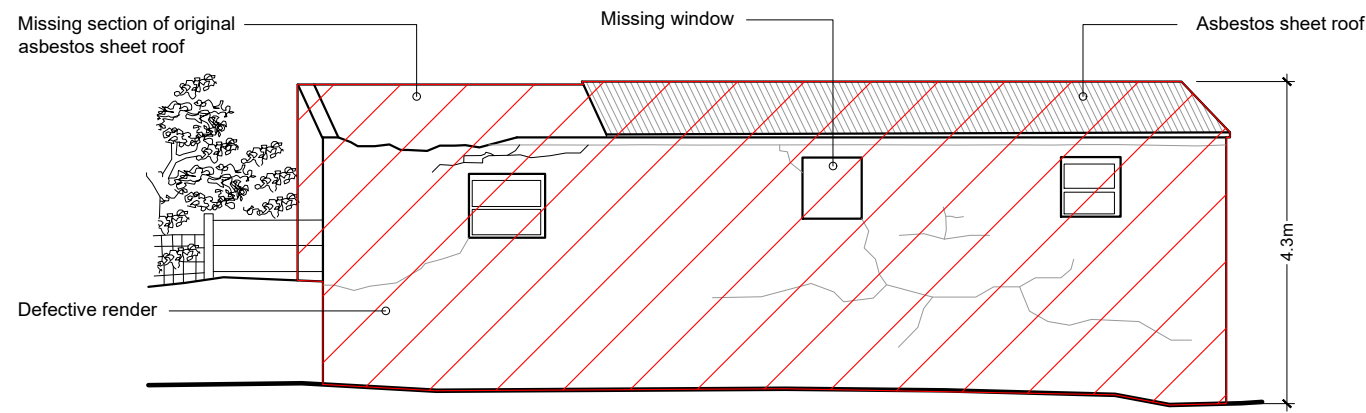 Missing section of original
asbestos sheet roof
Missing window
Asbestos sheet roof
4.3m
Defective render